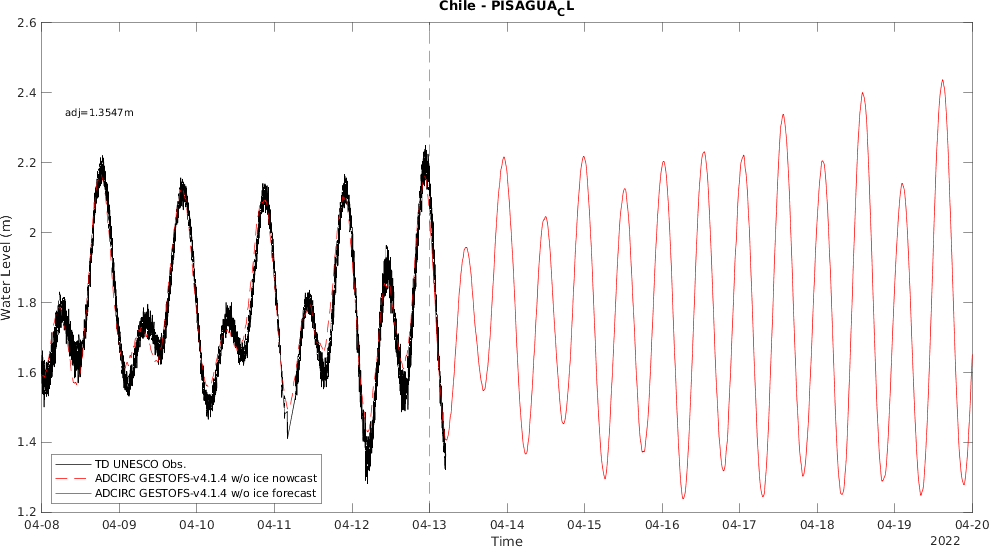 Chile - PISAGUA_CL
2.6
2.4
2.2
2
1.8
1.6
1.4
1.2
Water Level (m)
adj=1.3547m
TD UNESCO Obs.
ADCIRC GESTOFS-v4.1.4 w/o ice nowcast
ADCIRC GESTOFS-v4.1.4 w/o ice forecast
04-08 04-09 04-10 04-11 04-12 04-13 04-14 04-15 04-16 04-17 04-18 04-19 04-20
Time
2022